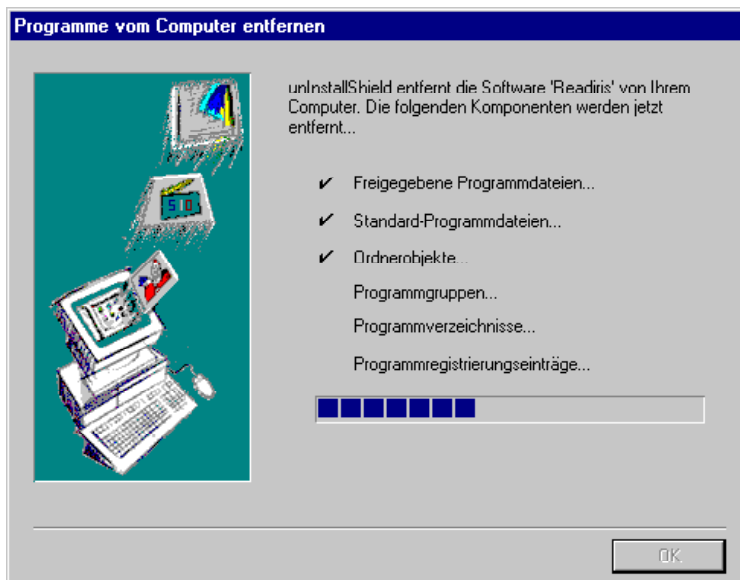 Programme vom Computer entfernen
unInstallShield entfernt die Software 'Readiris' von Ihrem
Computer. Die folgenden Komponenten werden jetzt
entfernt...
✔ Freigegebene Programmdateien...
✔ Standard-Programmdateien...
✔ Ordnerobjekte...
Programmgruppen...
Programmverzeichnisse...
Programmregistrierungseinträge...
OK